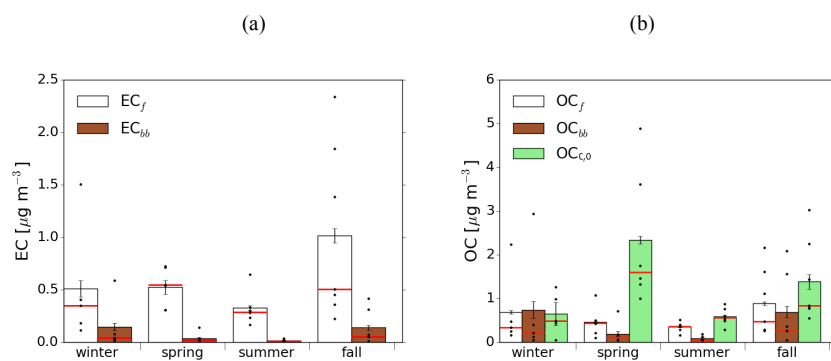 (a)
(b)
EC [μg m⁻³]
2.5
2.0
1.5
1.0
0.5
0.0
EC_f
EC_bb
winter spring summer fall
OC [μg m⁻³]
6
5
4
3
2
1
0
OC_f
OC_bb
OC_C,O
winter spring summer fall